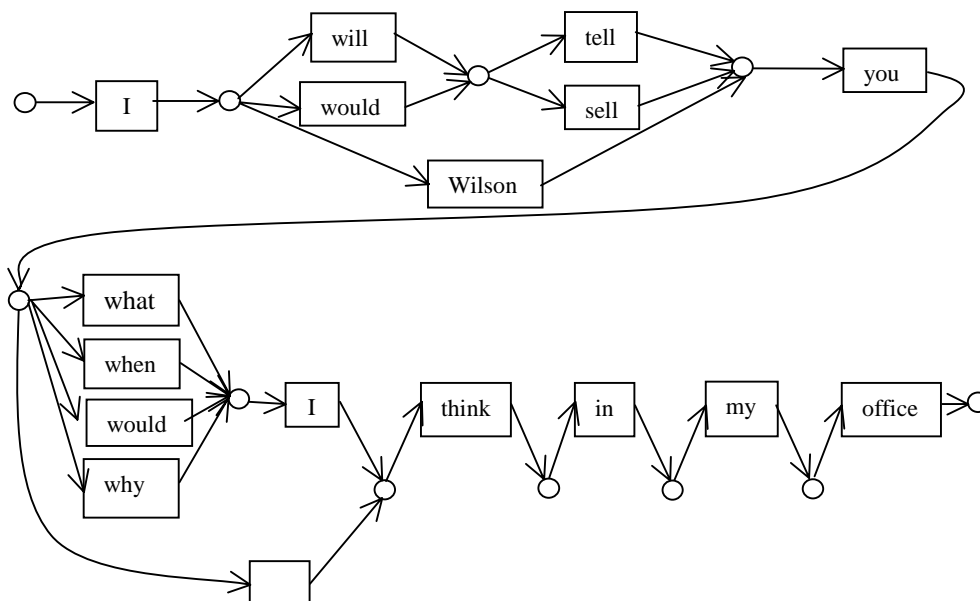 will tell
I would sell you
Wilson
what
when
would I think in my office
why